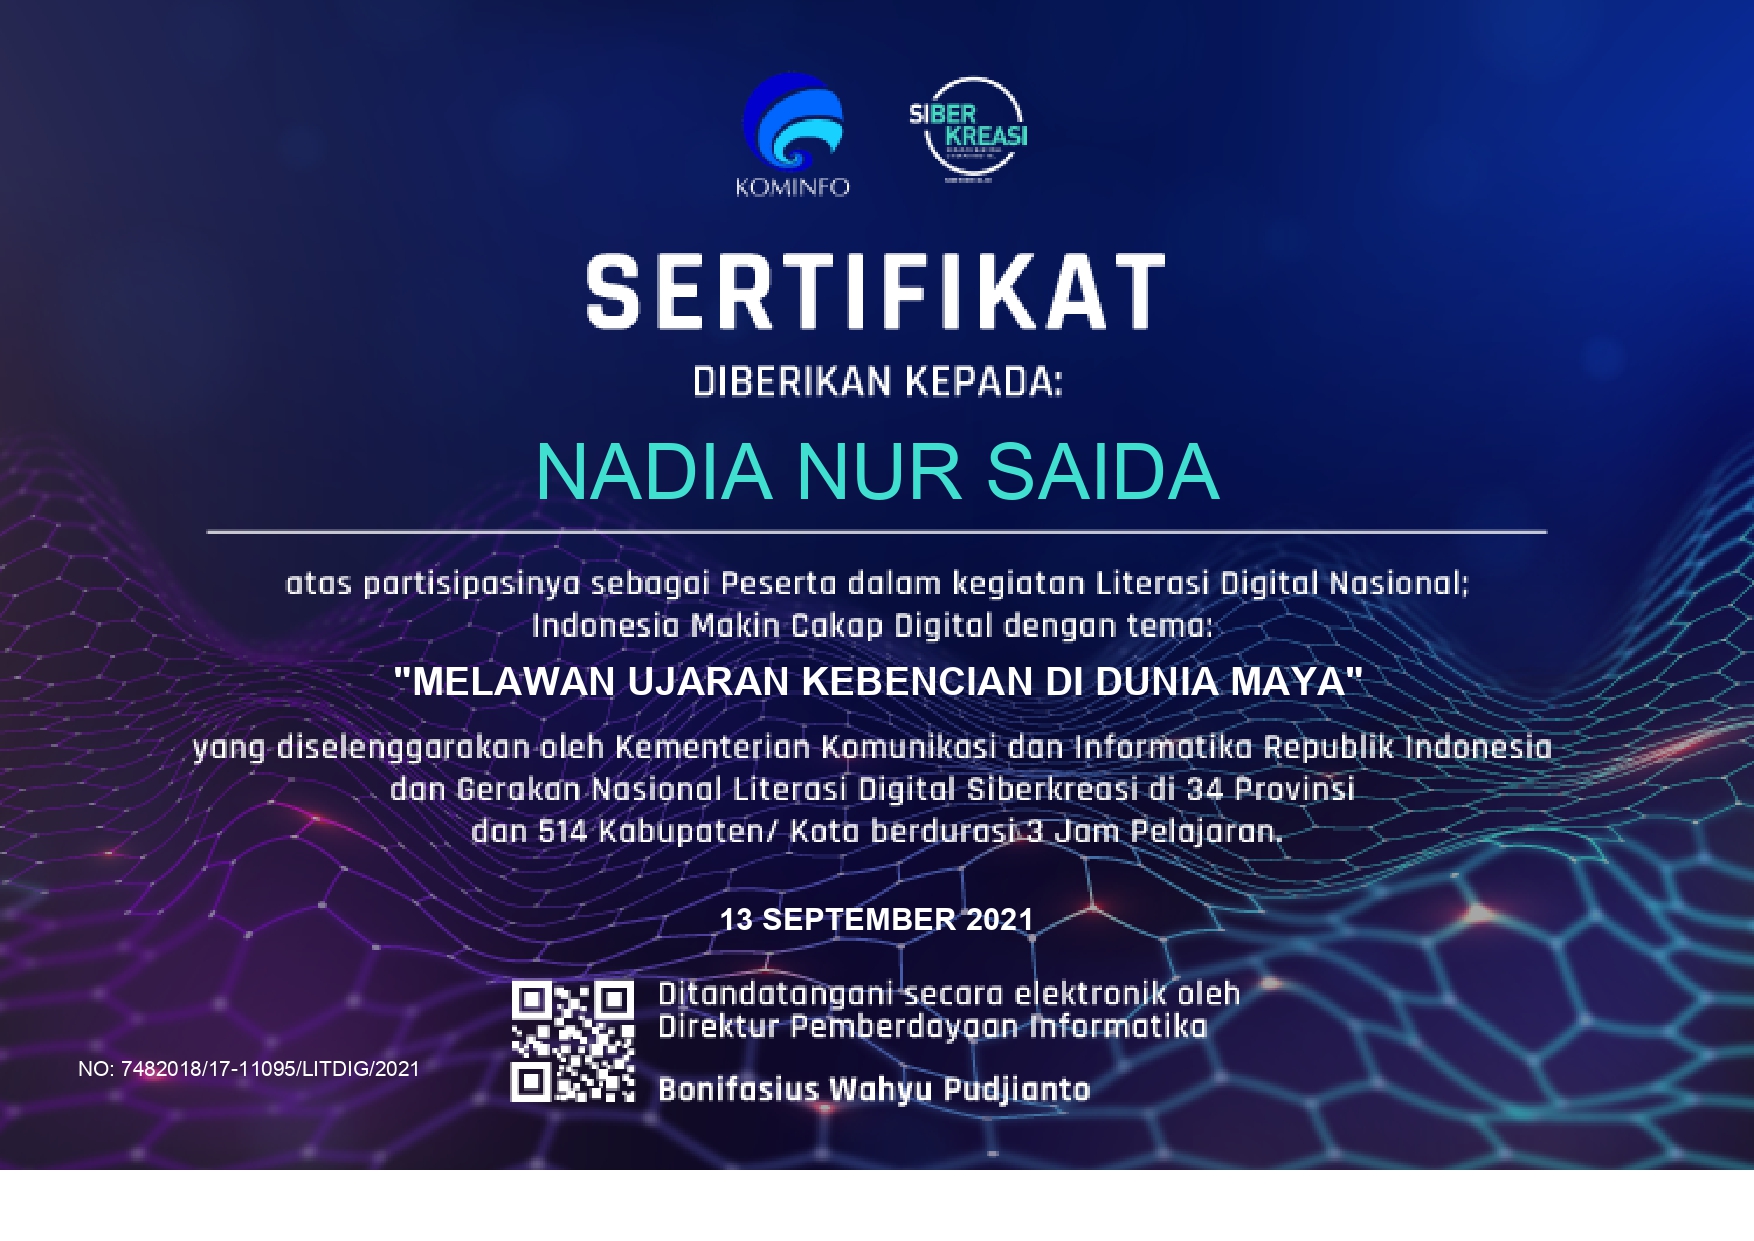 KOMINFO
SIBER
KREASI
SERTIFIKAT
DIBERIKAN KEPADA:
NADIA NUR SAIDA
atas partisipasinya sebagai Peserta dalam kegiatan Literasi Digital Nasional;
Indonesia Makin Cakap Digital dengan tema:
"MELAWAN UJARAN KEBENCIAN DI DUNIA MAYA"
yang diselenggarakan oleh Kementerian Komunikasi dan Informatika Republik Indonesia
dan Gerakan Nasional Literasi Digital Siberkreasi di 34 Provinsi
dan 514 Kabupaten/ Kota berdurasi 3 Jam Pelajaran.
13 SEPTEMBER 2021
Ditandatangani secara elektronik oleh
Direktur Pemberdayaan Informatika
NO: 7482018/17-11095/LITDIG/2021
Bonifasius Wahyu Pudjianto